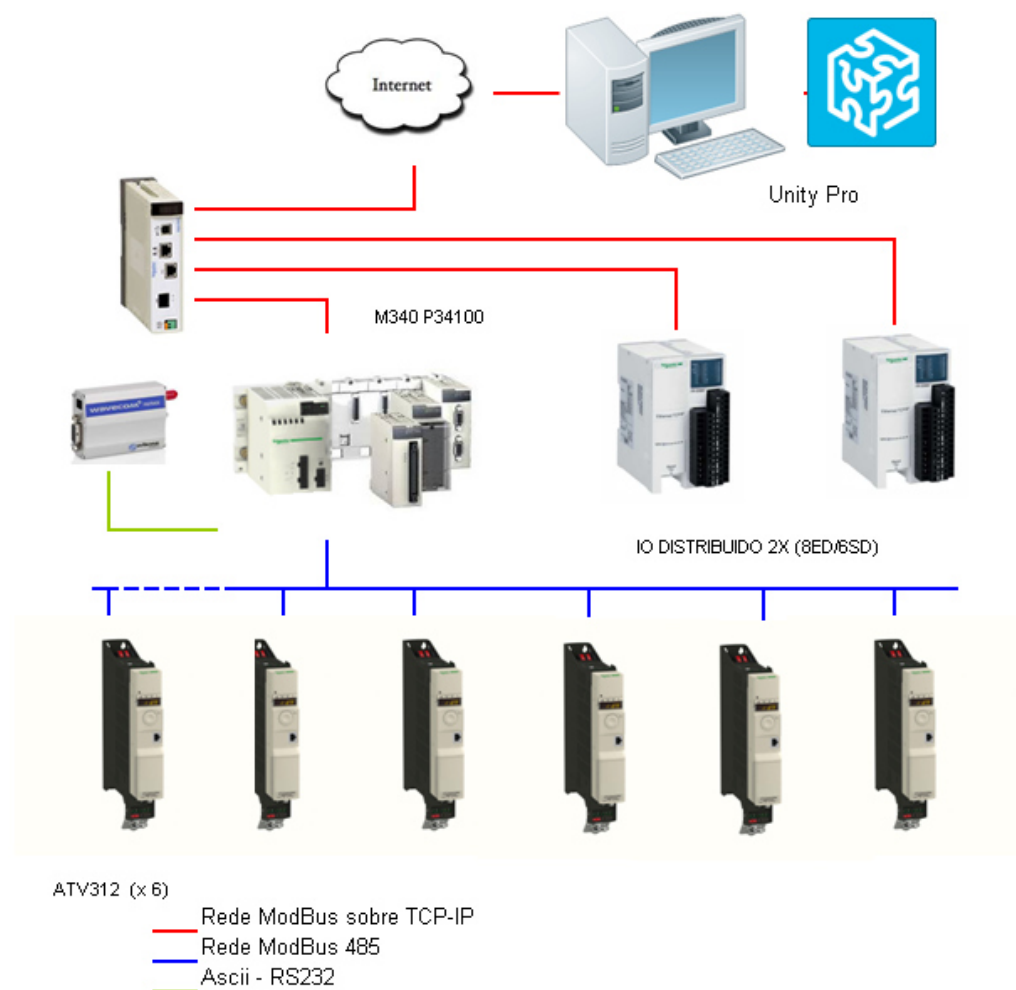 Internet
Unity Pro
M340 P34100
wavecom
IO DISTRIBUIDO 2X (8ED/6SD)
ATV312 (x 6)
Rede ModBus sobre TCP-IP
Rede ModBus 485
Ascii - RS232